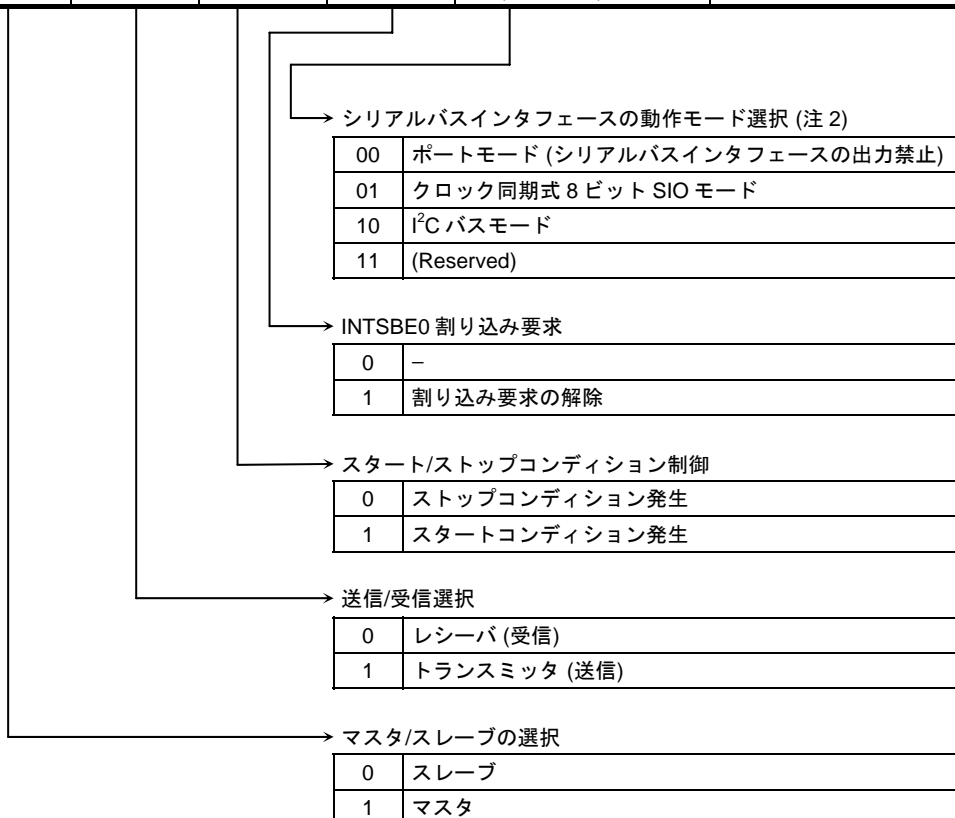 シリアルバスインタフェースの動作モード選択 (注 2)
00 ポートモード (シリアルバスインタフェースの出力禁止)
01 クロック同期式 8 ビット SIO モード
10 I²C バスモード
11 (Reserved)
INTSBE0 割り込み要求
0 −
1 割り込み要求の解除
スタート/ストップコンディション制御
0 ストップコンディション発生
1 スタートコンディション発生
送信/受信選択
0 レシーバ (受信)
1 トランスミッタ (送信)
マスタ/スレーブの選択
0 スレーブ
1 マスタ